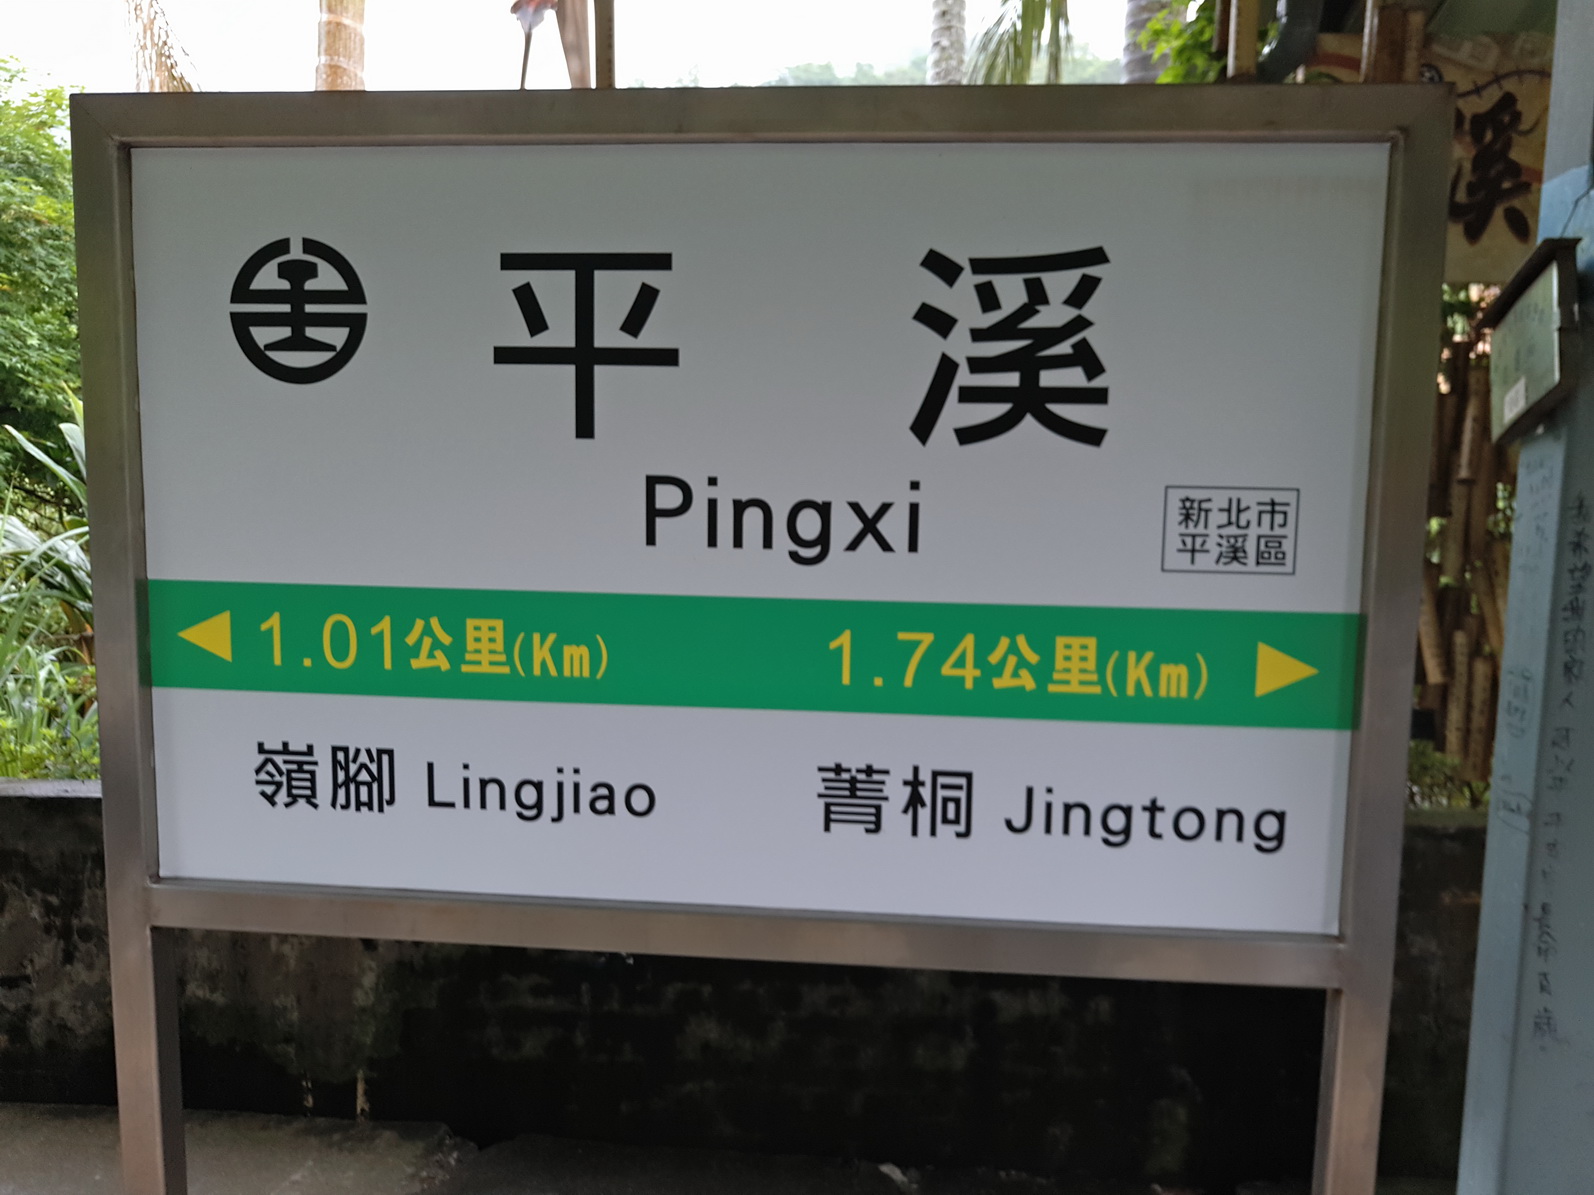 平溪
Pingxi
新北市
平溪區
◀ 1.01公里(Km) 1.74公里(Km) ▶
嶺腳 Lingjiao 菁桐 Jingtong
溪